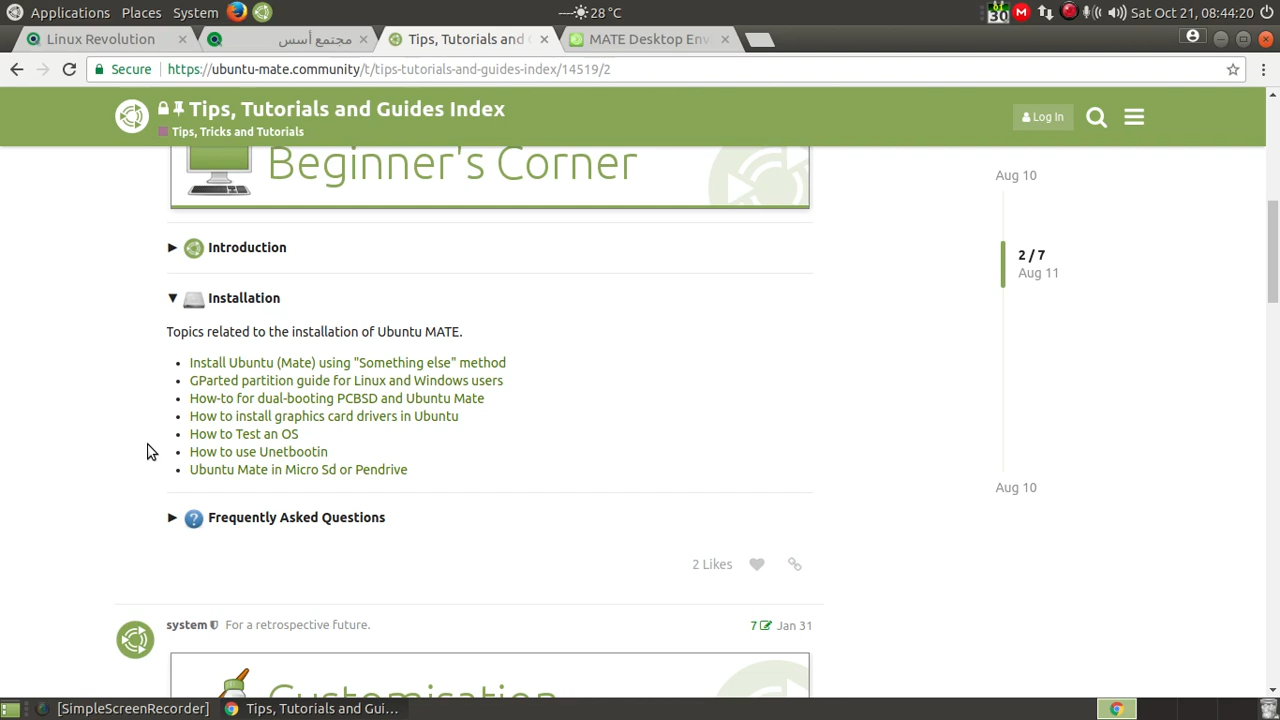 Applications Places System 28 °C 30 M Sat Oct 21, 08:44:20
Linux Revolution × مجتمع أسس × Tips, Tutorials and × MATE Desktop Env ×
Secure https://ubuntu-mate.community/t/tips-tutorials-and-guides-index/14519/2
Tips, Tutorials and Guides Index
Tips, Tricks and Tutorials
Log In
Beginner's Corner
Aug 10
Introduction
2 / 7
Aug 11
Installation
Topics related to the installation of Ubuntu MATE.
• Install Ubuntu (Mate) using "Something else" method
• GParted partition guide for Linux and Windows users
• How-to for dual-booting PCBSD and Ubuntu Mate
• How to install graphics card drivers in Ubuntu
• How to Test an OS
• How to use Unetbootin
• Ubuntu Mate in Micro Sd or Pendrive
Aug 10
Frequently Asked Questions
2 Likes
system For a retrospective future. 7 Jan 31
Customisation
[SimpleScreenRecorder] Tips, Tutorials and Gui...